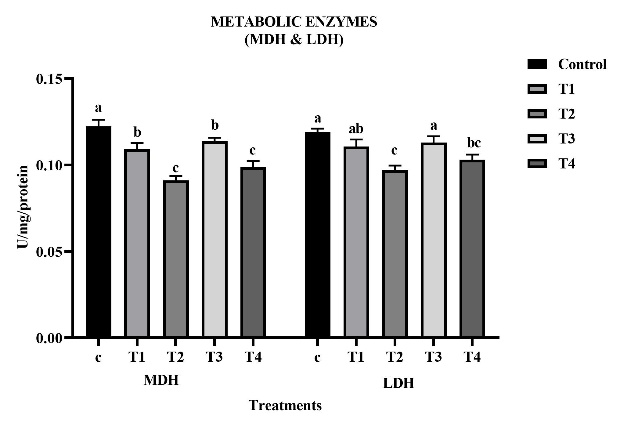 METABOLIC ENZYMES
(MDH & LDH)
Control
T1
T2
T3
T4
U/mg/protein
0.15
0.10
0.05
0.00
a
b
c
b
c
a
ab
c
a
bc
c T1 T2 T3 T4 c T1 T2 T3 T4
MDH LDH
Treatments